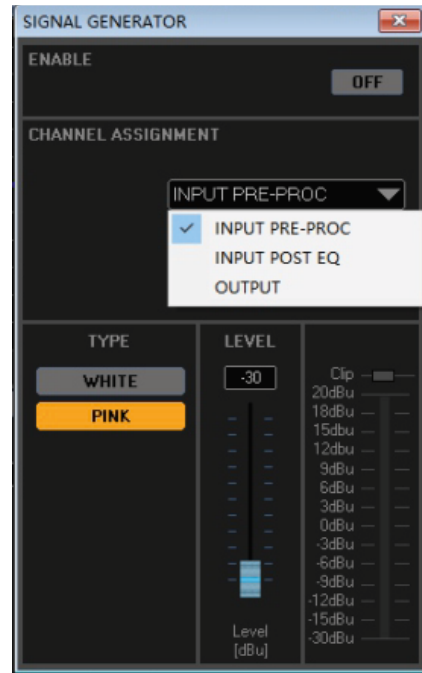 SIGNAL GENERATOR
ENABLE
OFF
CHANNEL ASSIGNMENT
INPUT PRE-PROC
INPUT PRE-PROC
INPUT POST EQ
OUTPUT
TYPE
WHITE
PINK
LEVEL
-30
Level
[dBu]
Clip
20dBu
18dBu
15dbu
12dbu
9dBu
6dBu
3dBu
0dBu
-3dBu
-6dBu
-9dBu
-12dBu
-15dBu
-30dBu